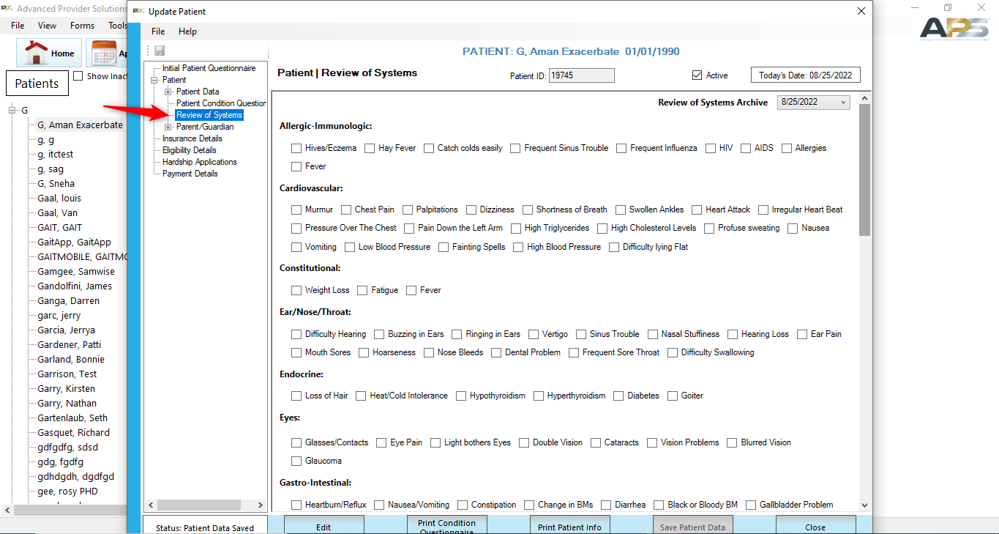 Advanced Provider Solutions
File View Forms Tools
Home
Patients
Show Inact
G
G, Aman Exacerbate
g, g
g, itctest
g, sag
G, Sneha
Gaal, louis
Gaal, Van
GAIT, GAIT
GaitApp, GaitApp
GAITMOBILE, GAITMO
Gamgee, Samwise
Gandolfini, James
Ganga, Darren
garc, jerry
Garcia, Jerrya
Gardener, Patti
Garland, Bonnie
Garrison, Test
Garry, Kirsten
Garry, Nathan
Gartenlaub, Seth
Gasquet, Richard
gdfgdfg, sdsd
gdg, fgdfg
gdhdgdh, dgdfgd
gee, rosy PHD
Update Patient
File Help
Initial Patient Questionnaire
Patient
Patient Data
Patient Condition Question
Review of Systems
Parent/Guardian
Insurance Details
Eligibility Details
Hardship Applications
Payment Details
PATIENT: G, Aman Exacerbate 01/01/1990
Patient | Review of Systems
Patient ID: 19745
Active
Today's Date: 08/25/2022
Review of Systems Archive 8/25/2022
Allergic-Immunologic:
Hives/Eczema Hay Fever Catch colds easily Frequent Sinus Trouble Frequent Influenza HIV AIDS Allergies
Fever
Cardiovascular:
Murmur Chest Pain Palpitations Dizziness Shortness of Breath Swollen Ankles Heart Attack Irregular Heart Beat
Pressure Over The Chest Pain Down the Left Arm High Triglycerides High Cholesterol Levels Profuse sweating Nausea
Vomiting Low Blood Pressure Fainting Spells High Blood Pressure Difficulty lying Flat
Constitutional:
Weight Loss Fatigue Fever
Ear/Nose/Throat:
Difficulty Hearing Buzzing in Ears Ringing in Ears Vertigo Sinus Trouble Nasal Stuffiness Hearing Loss Ear Pain
Mouth Sores Hoarseness Nose Bleeds Dental Problem Frequent Sore Throat Difficulty Swallowing
Endocrine:
Loss of Hair Heat/Cold Intolerance Hypothyroidism Hyperthyroidism Diabetes Goiter
Eyes:
Glasses/Contacts Eye Pain Light bothers Eyes Double Vision Cataracts Vision Problems Blurred Vision
Glaucoma
Gastro-Intestinal:
Heartburn/Reflux Nausea/Vomiting Constipation Change in BMs Diarrhea Black or Bloody BM Gallbladder Problem
Status: Patient Data Saved
Edit
Print Condition
Questionnaire
Print Patient Info
Save Patient Data
Close
APS
ADVANCED PROVIDER SOLUTIONS